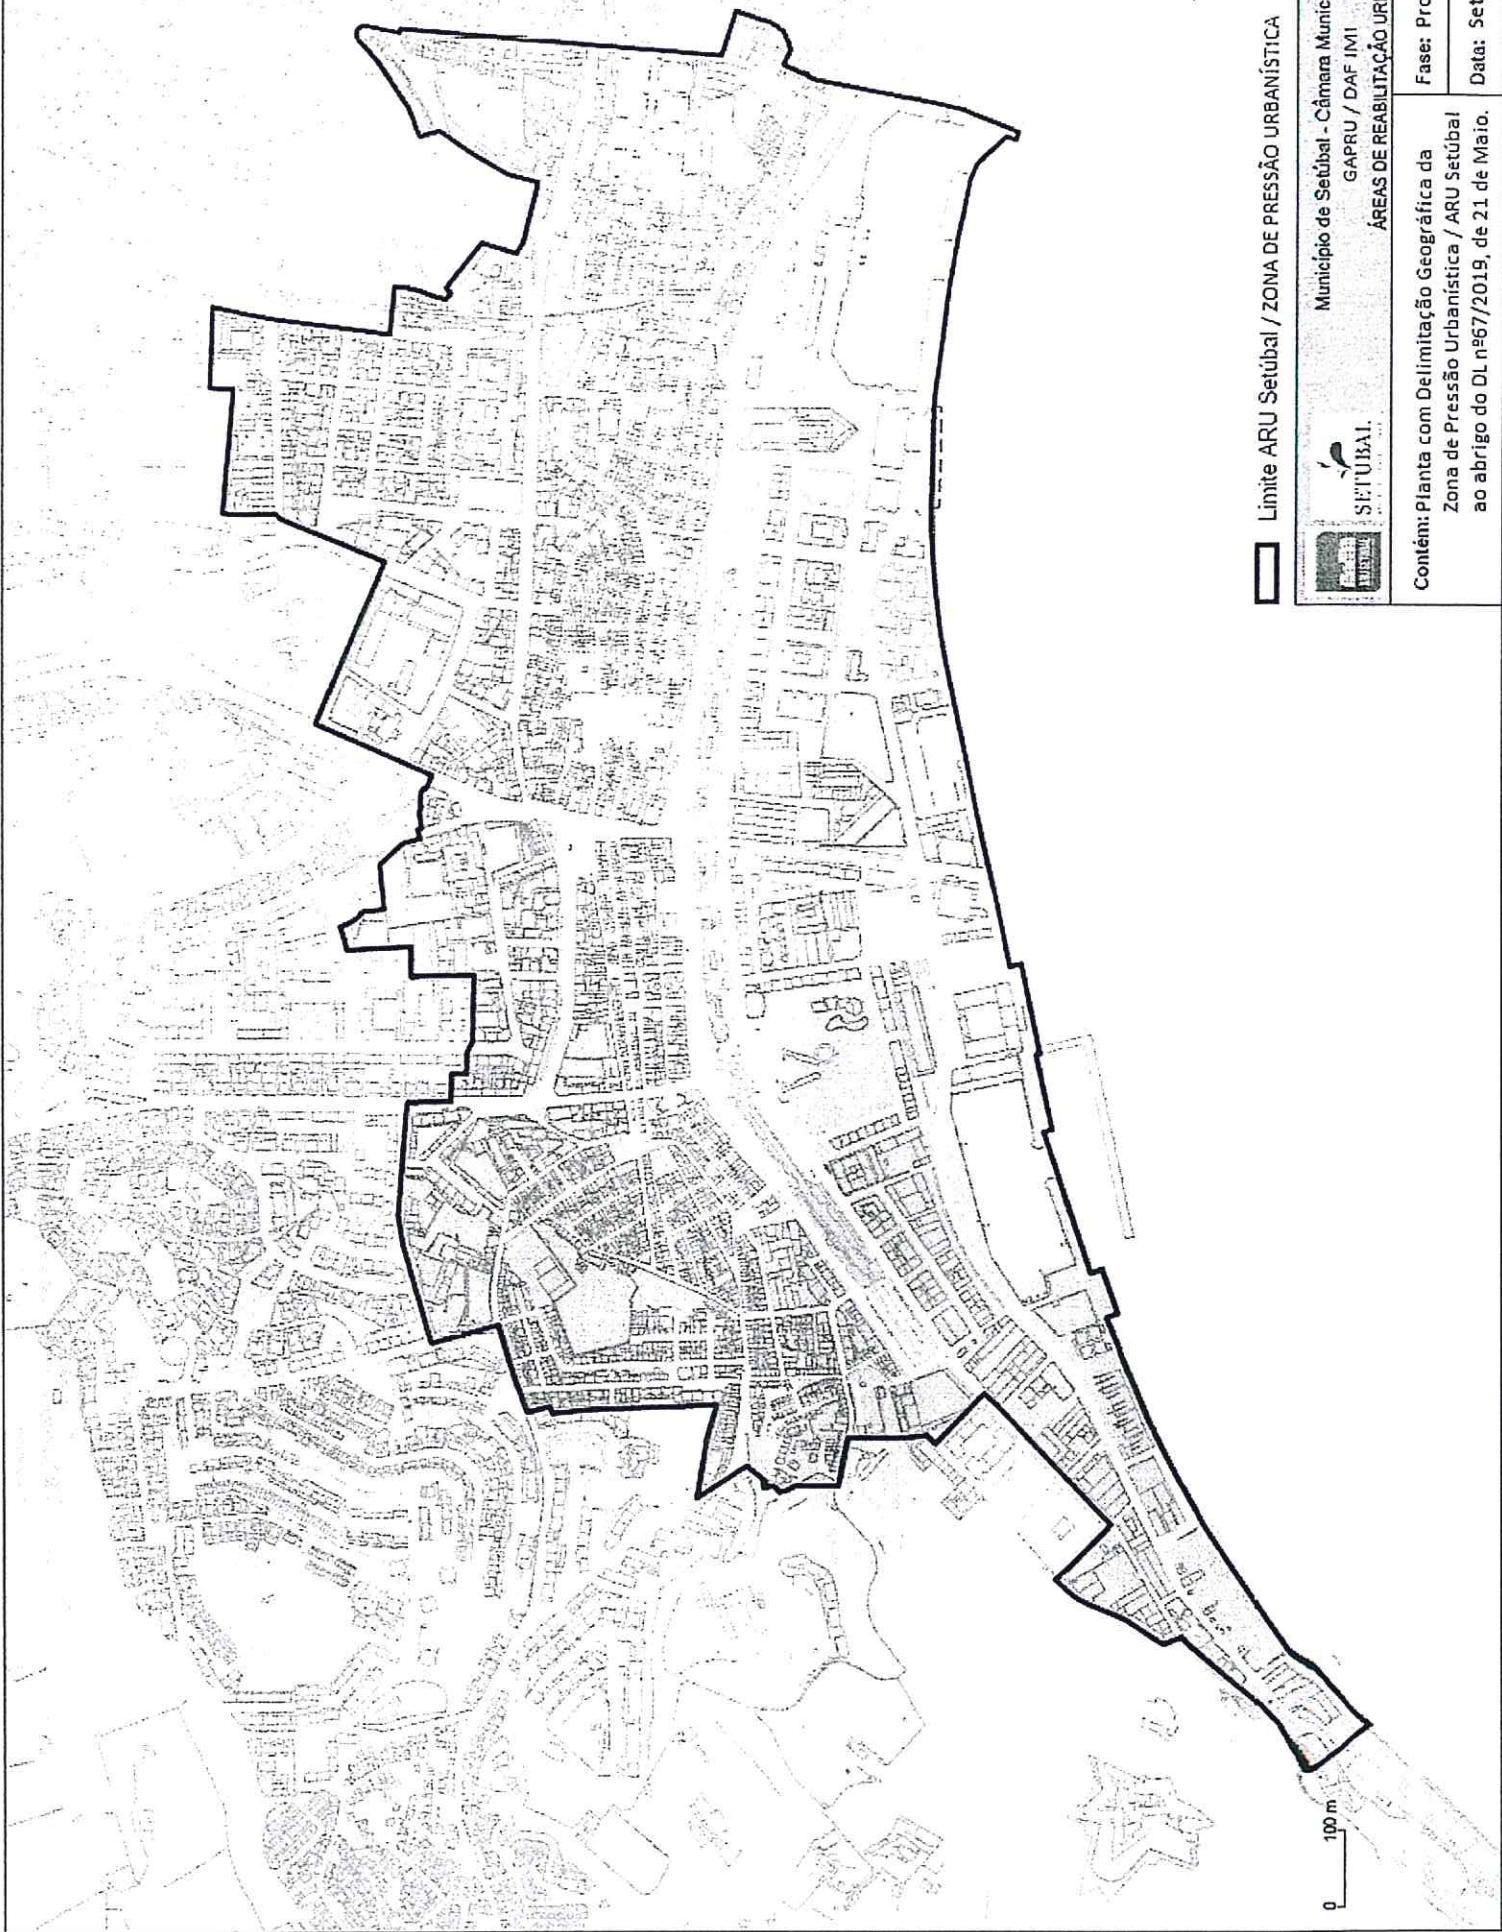 Limite ARU Setúbal / ZONA DE PRESSÃO URBANÍSTICA
SETÚBAL
Município de Setúbal - Câmara Munic
GAPRU / DAF IM1
ÁREAS DE REABILITAÇÃO UR
Contém: Planta com Delimitação Geográfica da
Zona de Pressão Urbanística / ARU Setúbal
ao abrigo do DL nº67/2019, de 21 de Maio.
Fase: Pro
Data: Set
0 100 m